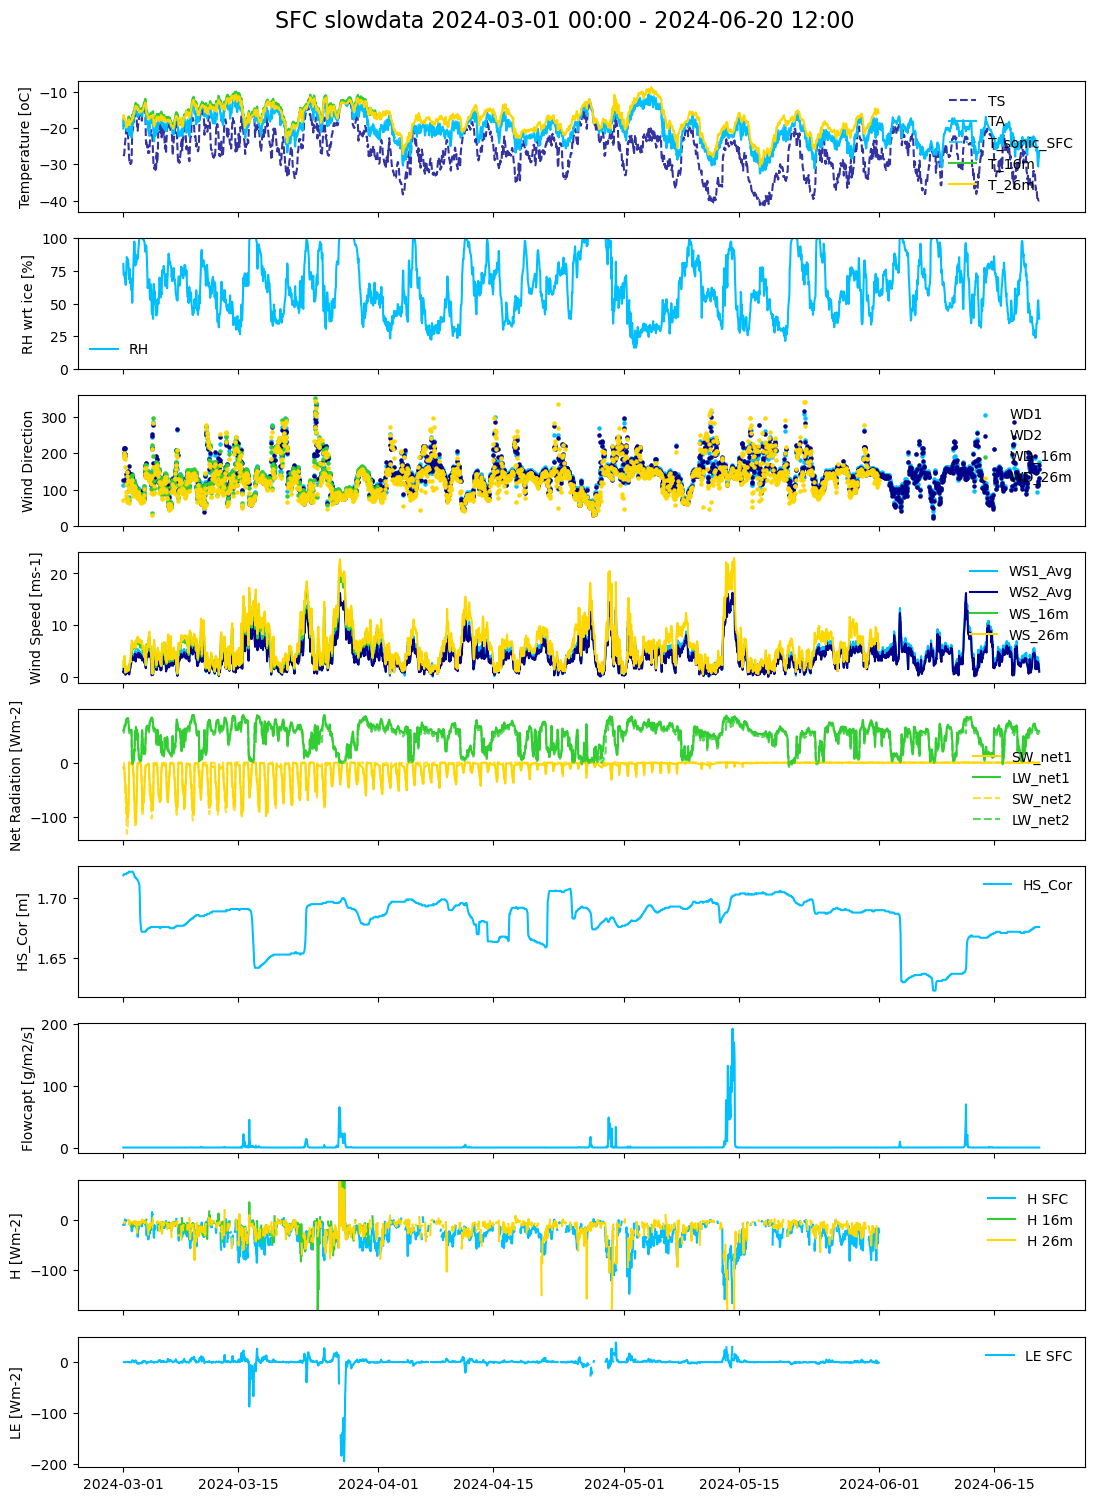 SFC slowdata 2024-03-01 00:00 - 2024-06-20 12:00
Temperature [oC]
−10
−20
−30
−40
TS
TA
T_sonic_SFC
T_16m
T_26m
RH wrt ice [%]
100
75
50
25
0
RH
Wind Direction
300
200
100
0
WD1
WD2
WD_16m
WD_26m
Wind Speed [ms-1]
20
10
0
WS1_Avg
WS2_Avg
WS_16m
WS_26m
Net Radiation [Wm-2]
0
−100
SW_net1
LW_net1
SW_net2
LW_net2
HS_Cor [m]
1.70
1.65
HS_Cor
Flowcapt [g/m2/s]
200
100
0
H [Wm-2]
0
−100
H SFC
H 16m
H 26m
LE [Wm-2]
0
−100
−200
LE SFC
2024-03-01 2024-03-15 2024-04-01 2024-04-15 2024-05-01 2024-05-15 2024-06-01 2024-06-15